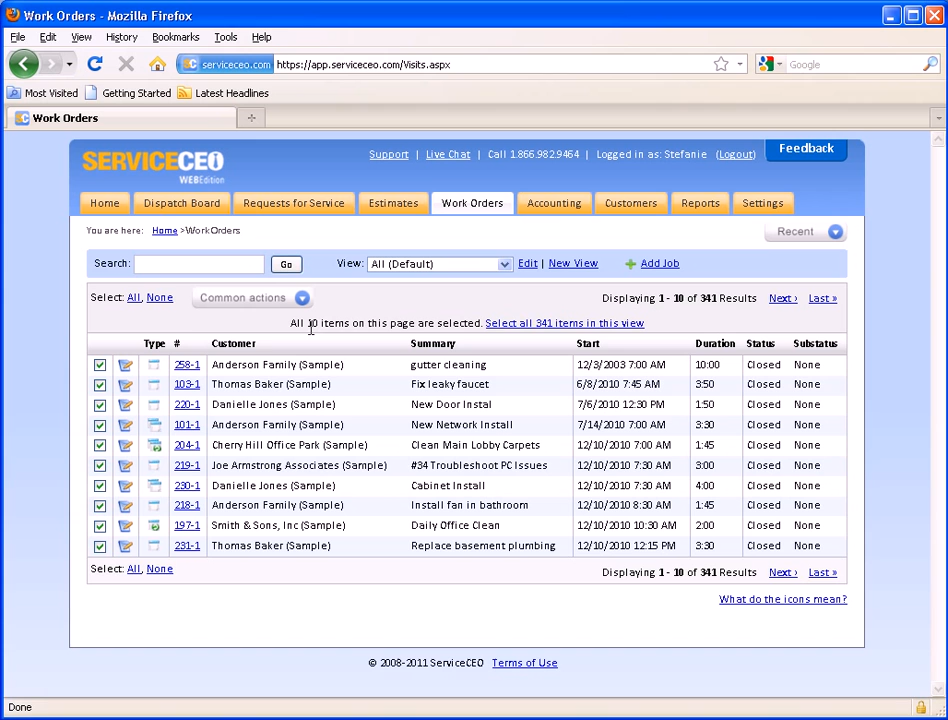 Work Orders - Mozilla Firefox
File Edit View History Bookmarks Tools Help
serviceceo.com https://app.serviceceo.com/Visits.aspx Google
Most Visited Getting Started Latest Headlines
Work Orders
SERVICECEO
WEBEdition
Support | Live Chat | Call 1.866.982.9464 | Logged in as: Stefanie (Logout) Feedback
Home Dispatch Board Requests for Service Estimates Work Orders Accounting Customers Reports Settings
You are here: Home >WorkOrders Recent
Search: Go View: All (Default) Edit | New View Add Job
Select: All, None Common actions Displaying 1 - 10 of 341 Results Next › Last »
All 10 items on this page are selected. Select all 341 items in this view
Type # Customer Summary Start Duration Status Substatus
258-1 Anderson Family (Sample) gutter cleaning 12/3/2003 7:00 AM 10:00 Closed None
103-1 Thomas Baker (Sample) Fix leaky faucet 6/8/2010 7:45 AM 3:50 Closed None
220-1 Danielle Jones (Sample) New Door Instal 7/6/2010 12:30 PM 1:50 Closed None
101-1 Anderson Family (Sample) New Network Install 7/14/2010 7:00 AM 3:30 Closed None
204-1 Cherry Hill Office Park (Sample) Clean Main Lobby Carpets 12/10/2010 7:00 AM 1:45 Closed None
219-1 Joe Armstrong Associates (Sample) #34 Troubleshoot PC Issues 12/10/2010 7:30 AM 3:00 Closed None
230-1 Danielle Jones (Sample) Cabinet Install 12/10/2010 7:30 AM 4:00 Closed None
218-1 Anderson Family (Sample) Install fan in bathroom 12/10/2010 8:30 AM 1:45 Closed None
197-1 Smith & Sons, Inc (Sample) Daily Office Clean 12/10/2010 10:30 AM 2:00 Closed None
231-1 Thomas Baker (Sample) Replace basement plumbing 12/10/2010 12:15 PM 3:30 Closed None
Select: All, None Displaying 1 - 10 of 341 Results Next › Last »
What do the icons mean?
© 2008-2011 ServiceCEO Terms of Use
Done